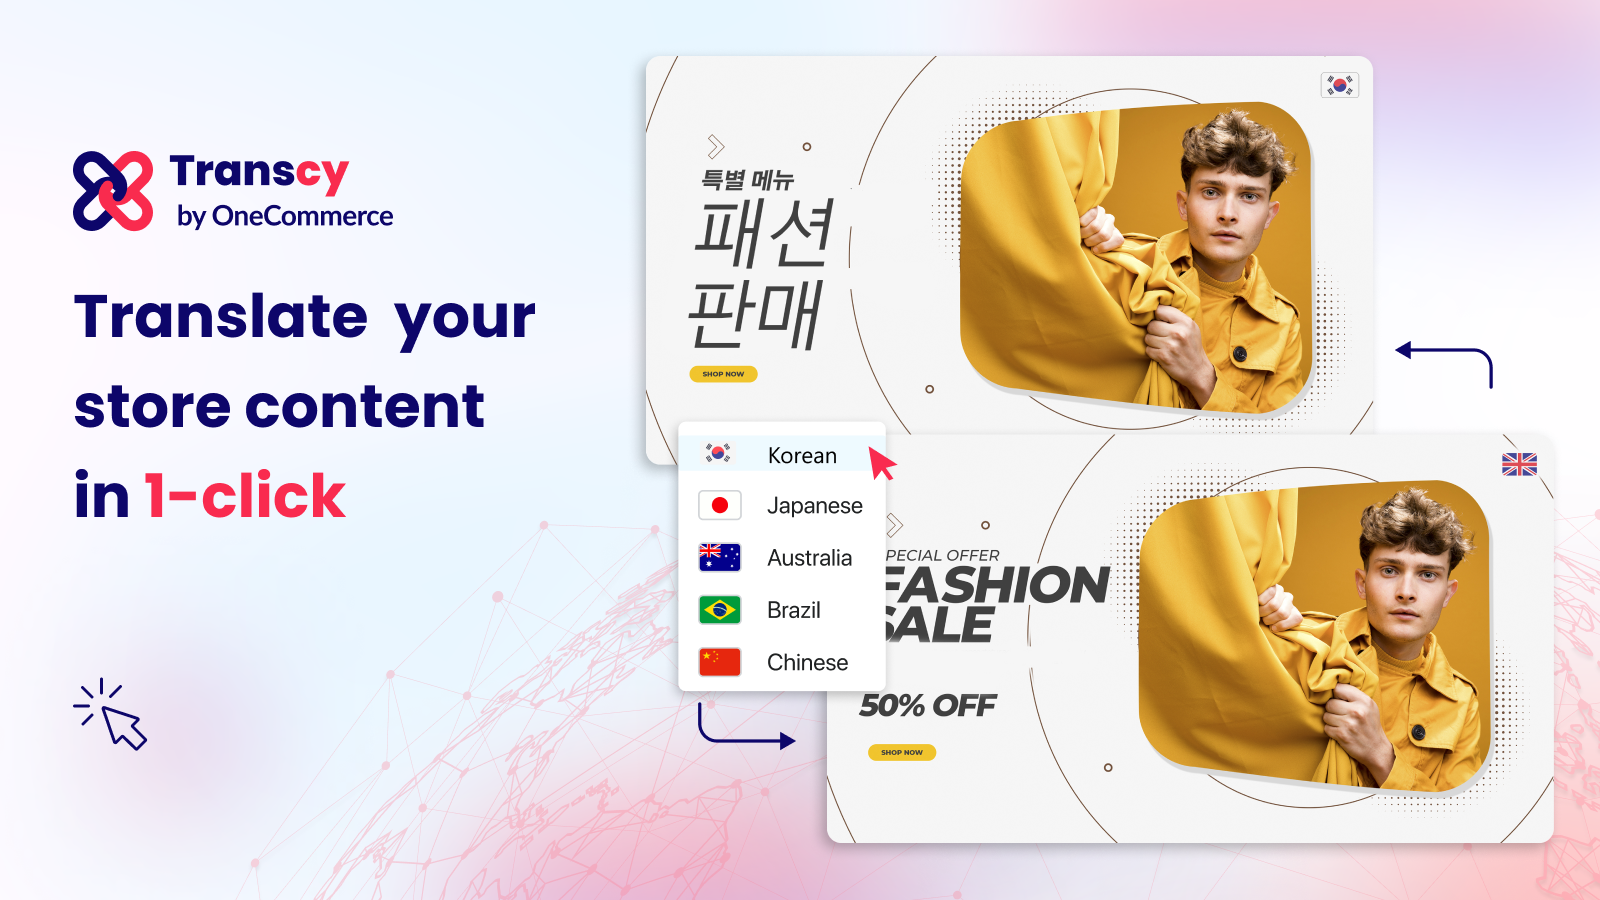 Transcy
by OneCommerce
Translate your
store content
in 1-click
특별 메뉴
패션
판매
SHOP NOW
Korean
Japanese
Australia
Brazil
Chinese
PECIAL OFFER
FASHION
SALE
50% OFF
SHOP NOW